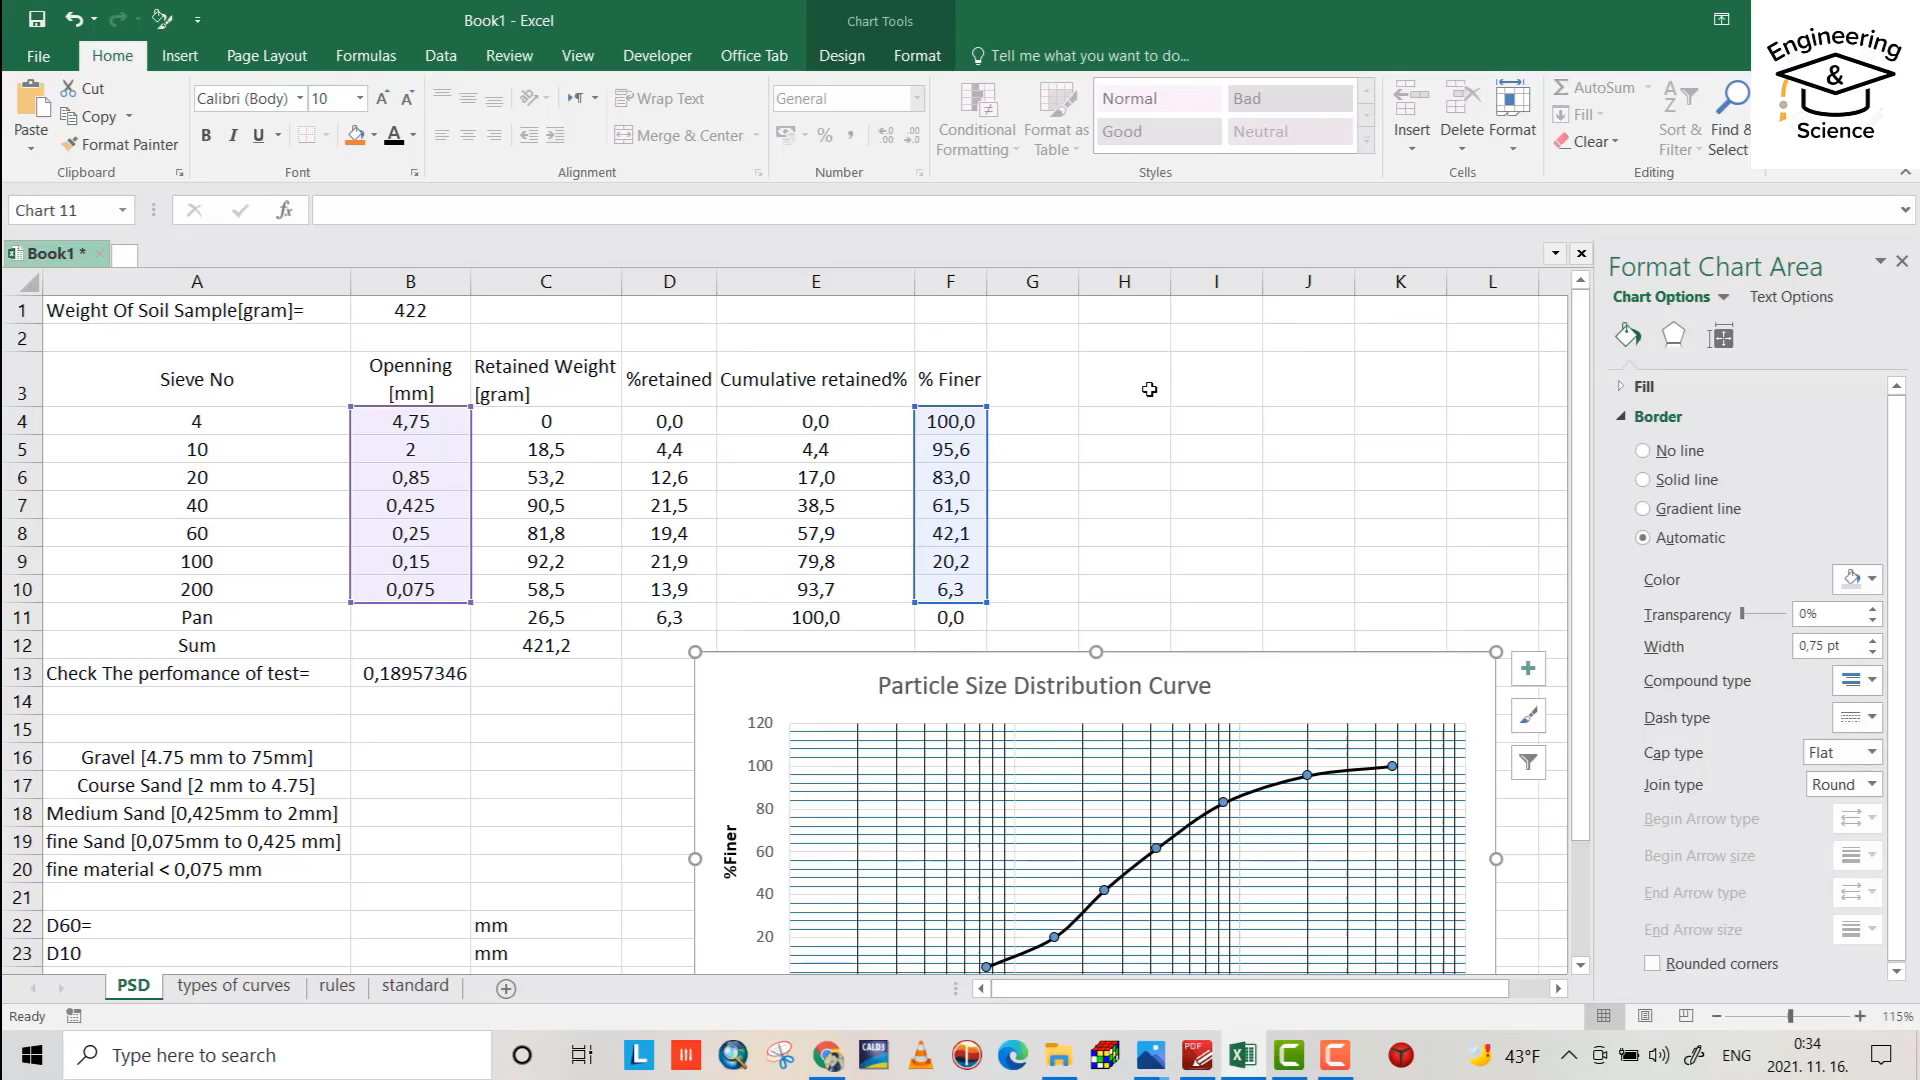 Book1 - Excel
Chart Tools
Engineering
&
Science
File Home Insert Page Layout Formulas Data Review View Developer Office Tab Design Format Tell me what you want to do...
Paste
Cut
Copy
Format Painter
Clipboard
Calibri (Body) 10
B I U
Font
Wrap Text
Merge & Center
Alignment
General
%
Number
Conditional Formatting
Format as Table
Normal Bad
Good Neutral
Styles
Insert Delete Format
Cells
AutoSum
Fill
Clear
Sort & Filter
Find & Select
Editing
Chart 11
fx
Book1 *
A B C D E F G H I J K L
1 Weight Of Soil Sample[gram]= 422
2
3 Sieve No Openning [mm] Retained Weight [gram] %retained Cumulative retained% % Finer
4 4 4,75 0 0,0 0,0 100,0
5 10 2 18,5 4,4 4,4 95,6
6 20 0,85 53,2 12,6 17,0 83,0
7 40 0,425 90,5 21,5 38,5 61,5
8 60 0,25 81,8 19,4 57,9 42,1
9 100 0,15 92,2 21,9 79,8 20,2
10 200 0,075 58,5 13,9 93,7 6,3
11 Pan 26,5 6,3 100,0 0,0
12 Sum 421,2
13 Check The perfomance of test= 0,18957346
14
15
16 Gravel [4.75 mm to 75mm]
17 Course Sand [2 mm to 4.75]
18 Medium Sand [0,425mm to 2mm]
19 fine Sand [0,075mm to 0,425 mm]
20 fine material < 0,075 mm
21
22 D60= mm
23 D10 mm
Particle Size Distribution Curve
%Finer
120
100
80
60
40
20
Format Chart Area
Chart Options Text Options
Fill
Border
No line
Solid line
Gradient line
Automatic
Color
Transparency 0%
Width 0,75 pt
Compound type
Dash type
Cap type Flat
Join type Round
Begin Arrow type
Begin Arrow size
End Arrow type
End Arrow size
Rounded corners
PSD types of curves rules standard
Ready
115%
Type here to search
L
CALD3
PDF
43°F
ENG
0:34
2021. 11. 16.